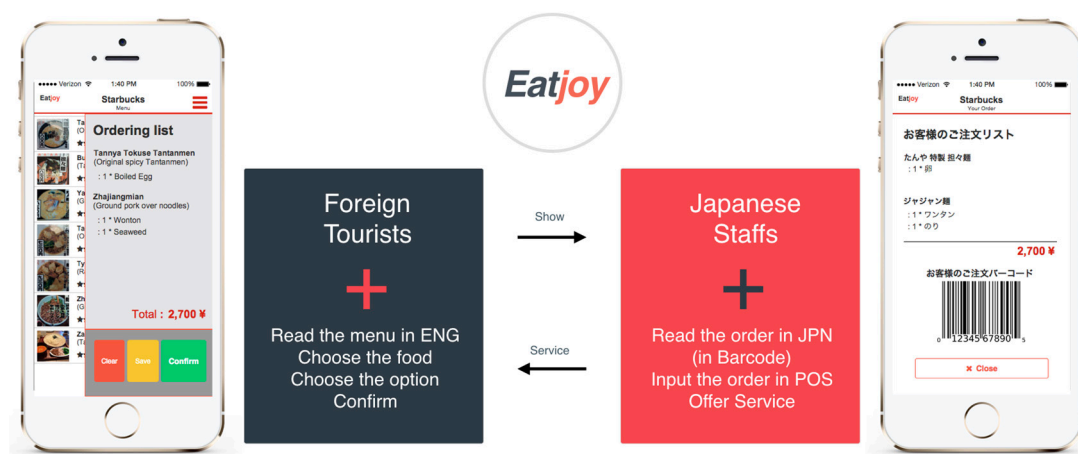 Verizon
1:40 PM
100%
Eatjoy
Starbucks
Menu
Ordering list
Tannya Tokuse Tantanmen
(Original spicy Tantanmen)
: 1 * Boiled Egg
Zhajiangmian
(Ground pork over noodles)
: 1 * Wonton
: 1 * Seaweed
Total : 2,700 ¥
Clear
Save
Confirm
Eatjoy
Foreign
Tourists
Read the menu in ENG
Choose the food
Choose the option
Confirm
Show
Service
Japanese
Staffs
Read the order in JPN
(in Barcode)
Input the order in POS
Offer Service
Verizon
1:40 PM
100%
Eatjoy
Starbucks
Your Order
お客様のご注文リスト
たんや 特製 担々麺
: 1 * 卵
ジャジャン麺
: 1 * ワンタン
: 1 * のり
2,700 ¥
お客様のご注文バーコード
0 12345 67890 5
✖ Close